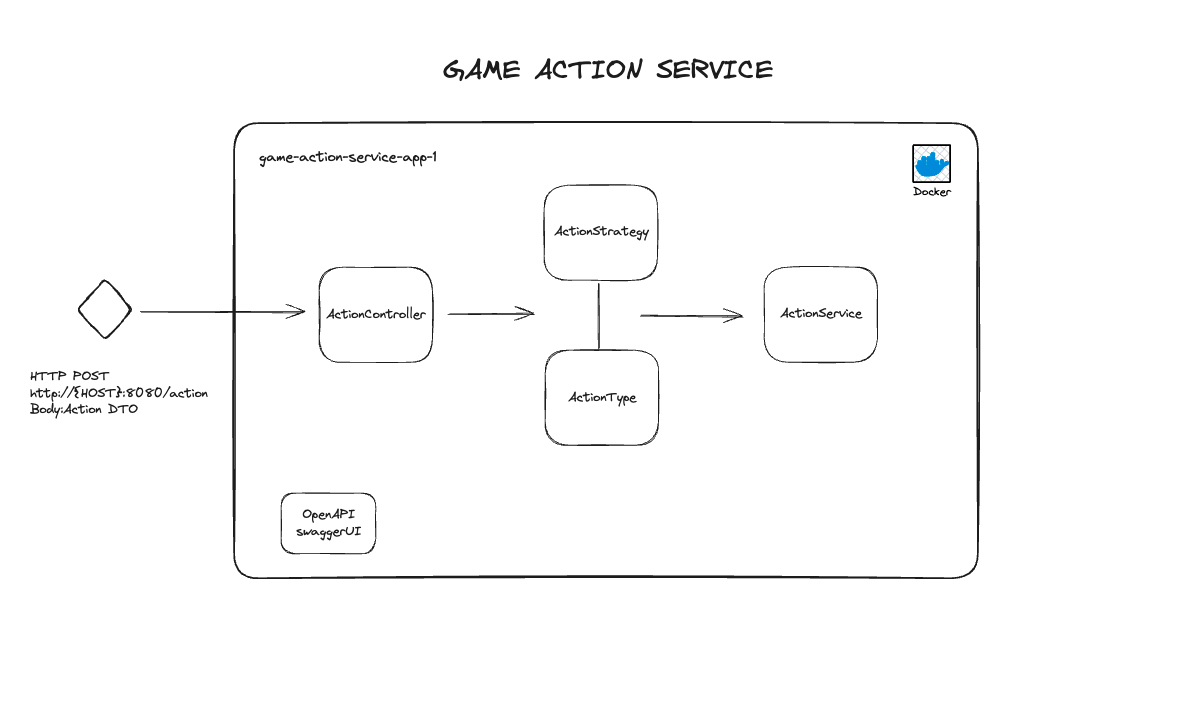 GAME ACTION SERVICE
game-action-service-app-1
Docker
ActionStrategy
ActionController
ActionService
HTTP POST
http://{HOST}:8080/action
Body:Action DTO
ActionType
OpenAPI
swaggerUI